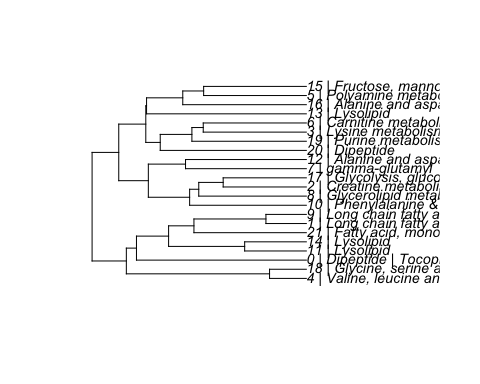 15 | Fructose, manno
5 | Polyamine metabo
16 | Alanine and aspa
13 | Lysolipid
6 | Carnitine metabol
3 | Lysine metabolism
19 | Purine metabolis
20 | Dipeptide
12 | Alanine and aspa
7 | gamma-glutamyl
17 | Glycolysis, gluco
2 | Creatine metaboli
8 | Glycerolipid metal
10 | Phenylalanine &
9 | Long chain fatty a
1 | Long chain fatty a
21 | Fatty acid, mono
14 | Lysolipid
11 | Lysolipid
0 | Dipeptide | Tocop
18 | Glycine, serine a
4 | Valine, leucine an